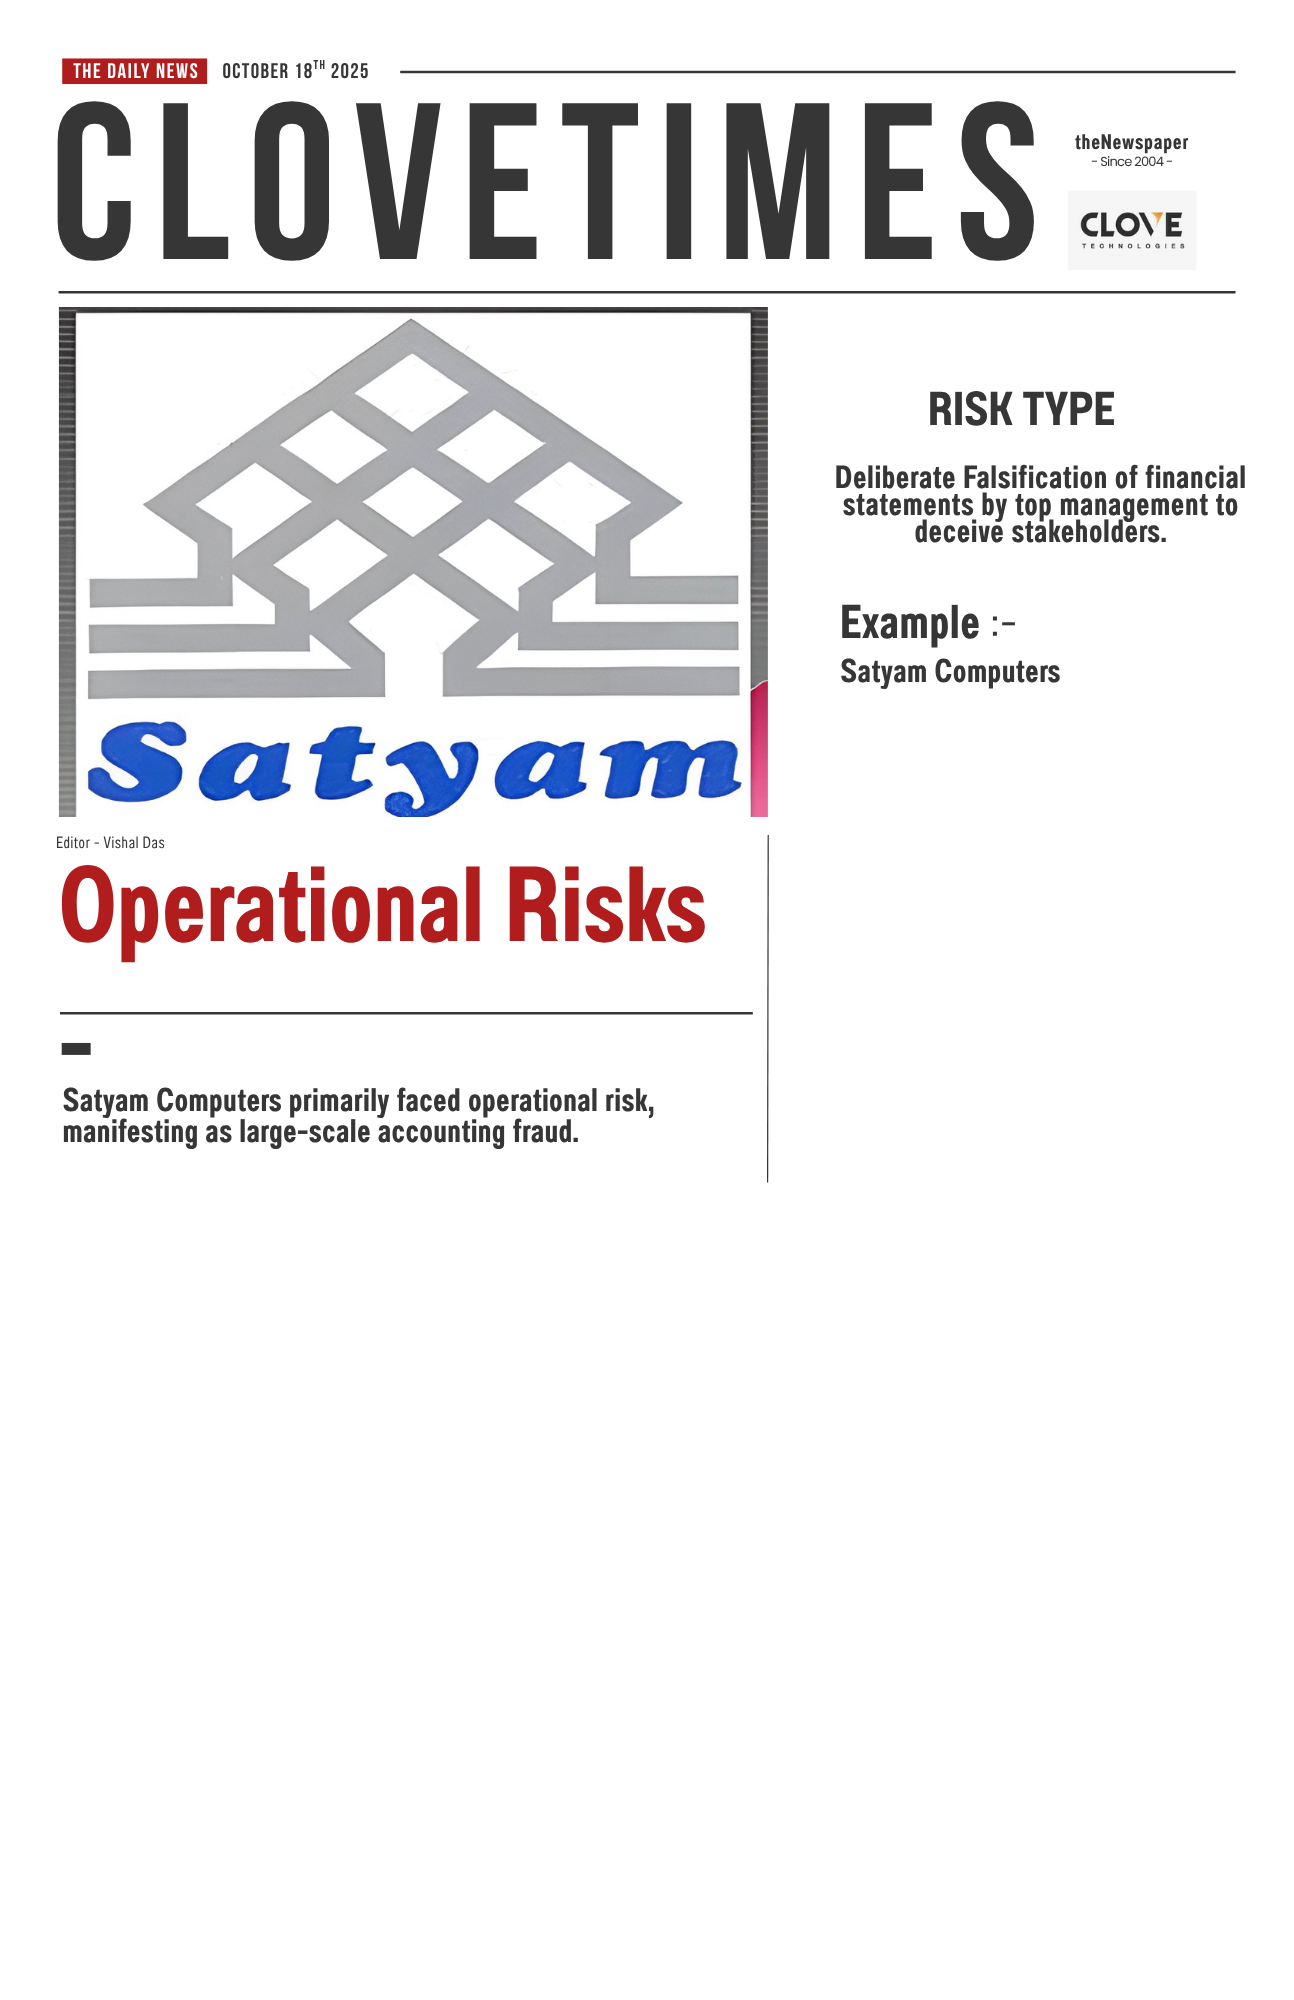 THE DAILY NEWS OCTOBER 18TH 2025
CLOVETIMES
theNewspaper
- Since 2004 -
CLOVE
TECHNOLOGIES
Satyam
RISK TYPE
Deliberate Falsification of financial
statements by top management to
deceive stakeholders.
Example :-
Satyam Computers
Editor - Vishal Das
Operational Risks
Satyam Computers primarily faced operational risk,
manifesting as large-scale accounting fraud.